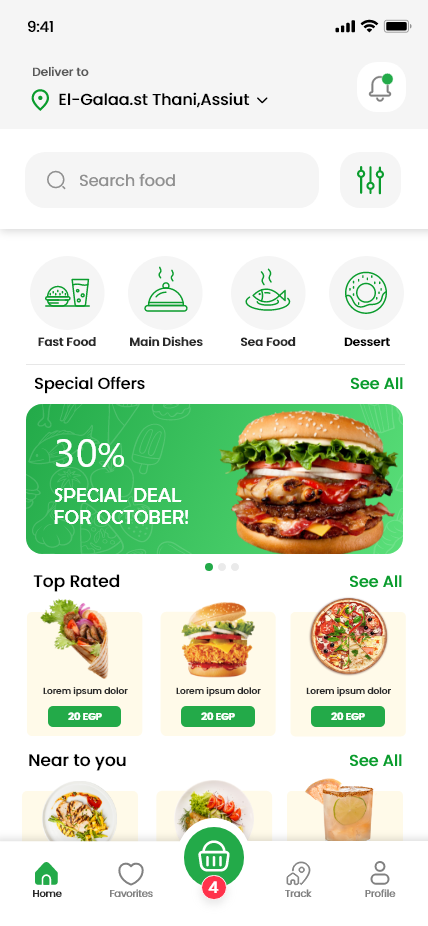 9:41
Deliver to
El-Galaa.st Thani,Assiut
Search food
Fast Food
Main Dishes
Sea Food
Dessert
Special Offers
See All
30%
SPECIAL DEAL
FOR OCTOBER!
Top Rated
See All
Lorem ipsum dolor
Lorem ipsum dolor
Lorem ipsum dolor
20 EGP
20 EGP
20 EGP
Near to you
See All
4
Home
Favorites
Track
Profile